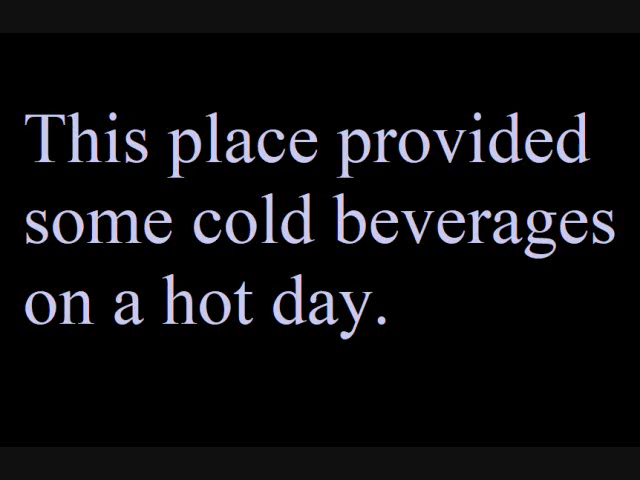 This place provided
some cold beverages
on a hot day.